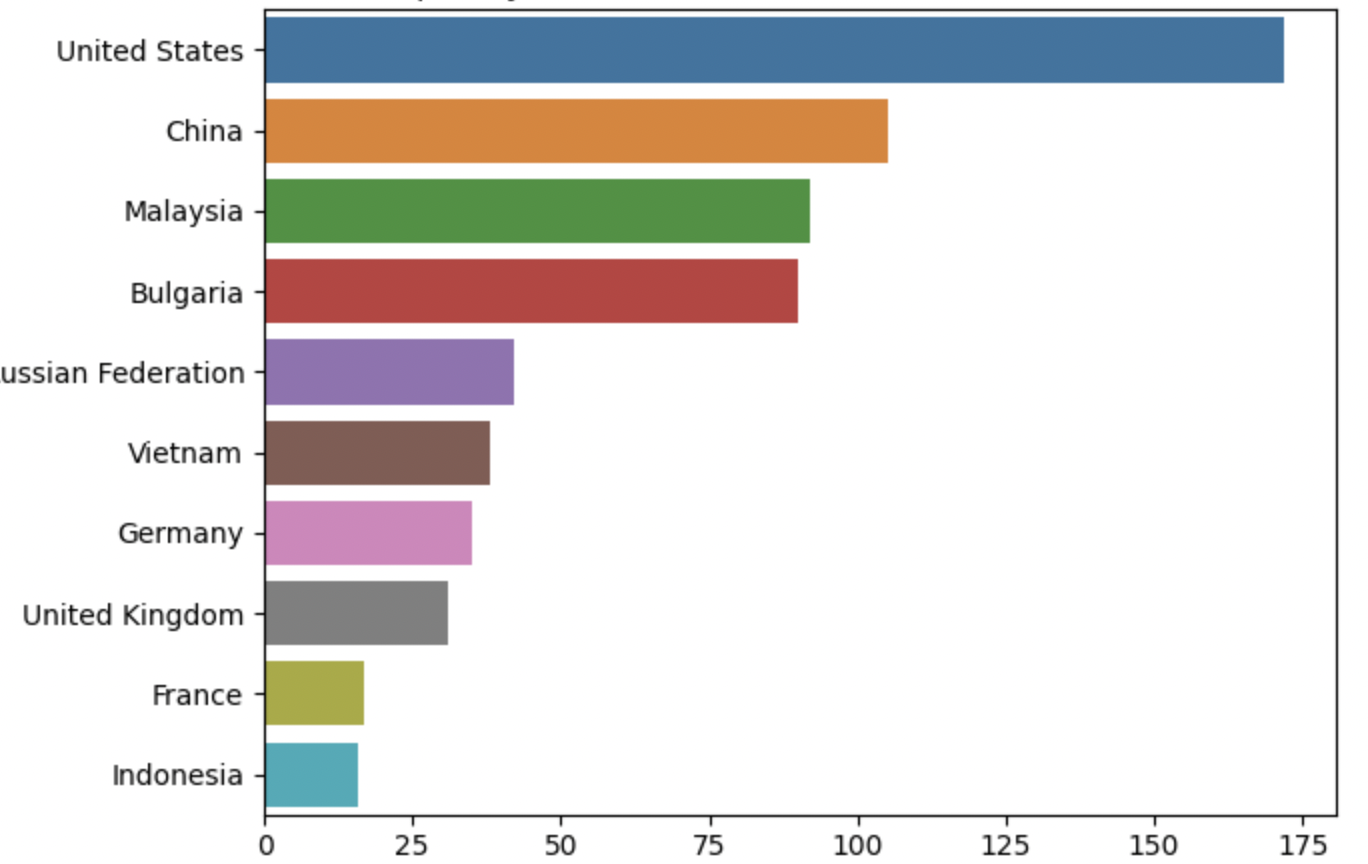 United States
China
Malaysia
Bulgaria
ussian Federation
Vietnam
Germany
United Kingdom
France
Indonesia
0 25 50 75 100 125 150 175